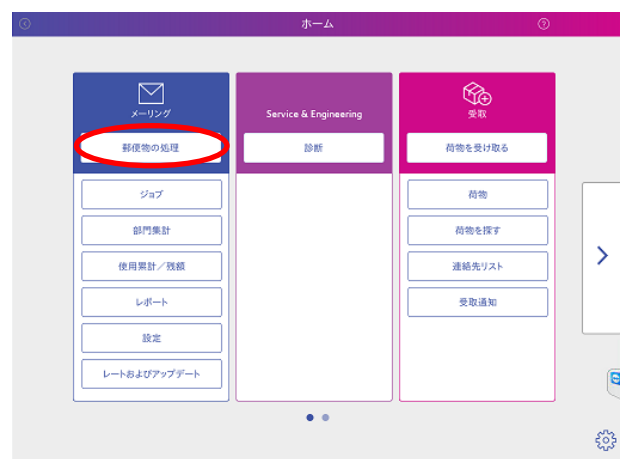 ホーム
メーリング
郵便物の処理
ジョブ
部門集計
使用累計／残額
レポート
設定
レートおよびアップデート
Service & Engineering
診断
受取
荷物を受け取る
荷物
荷物を探す
連絡先リスト
受取通知